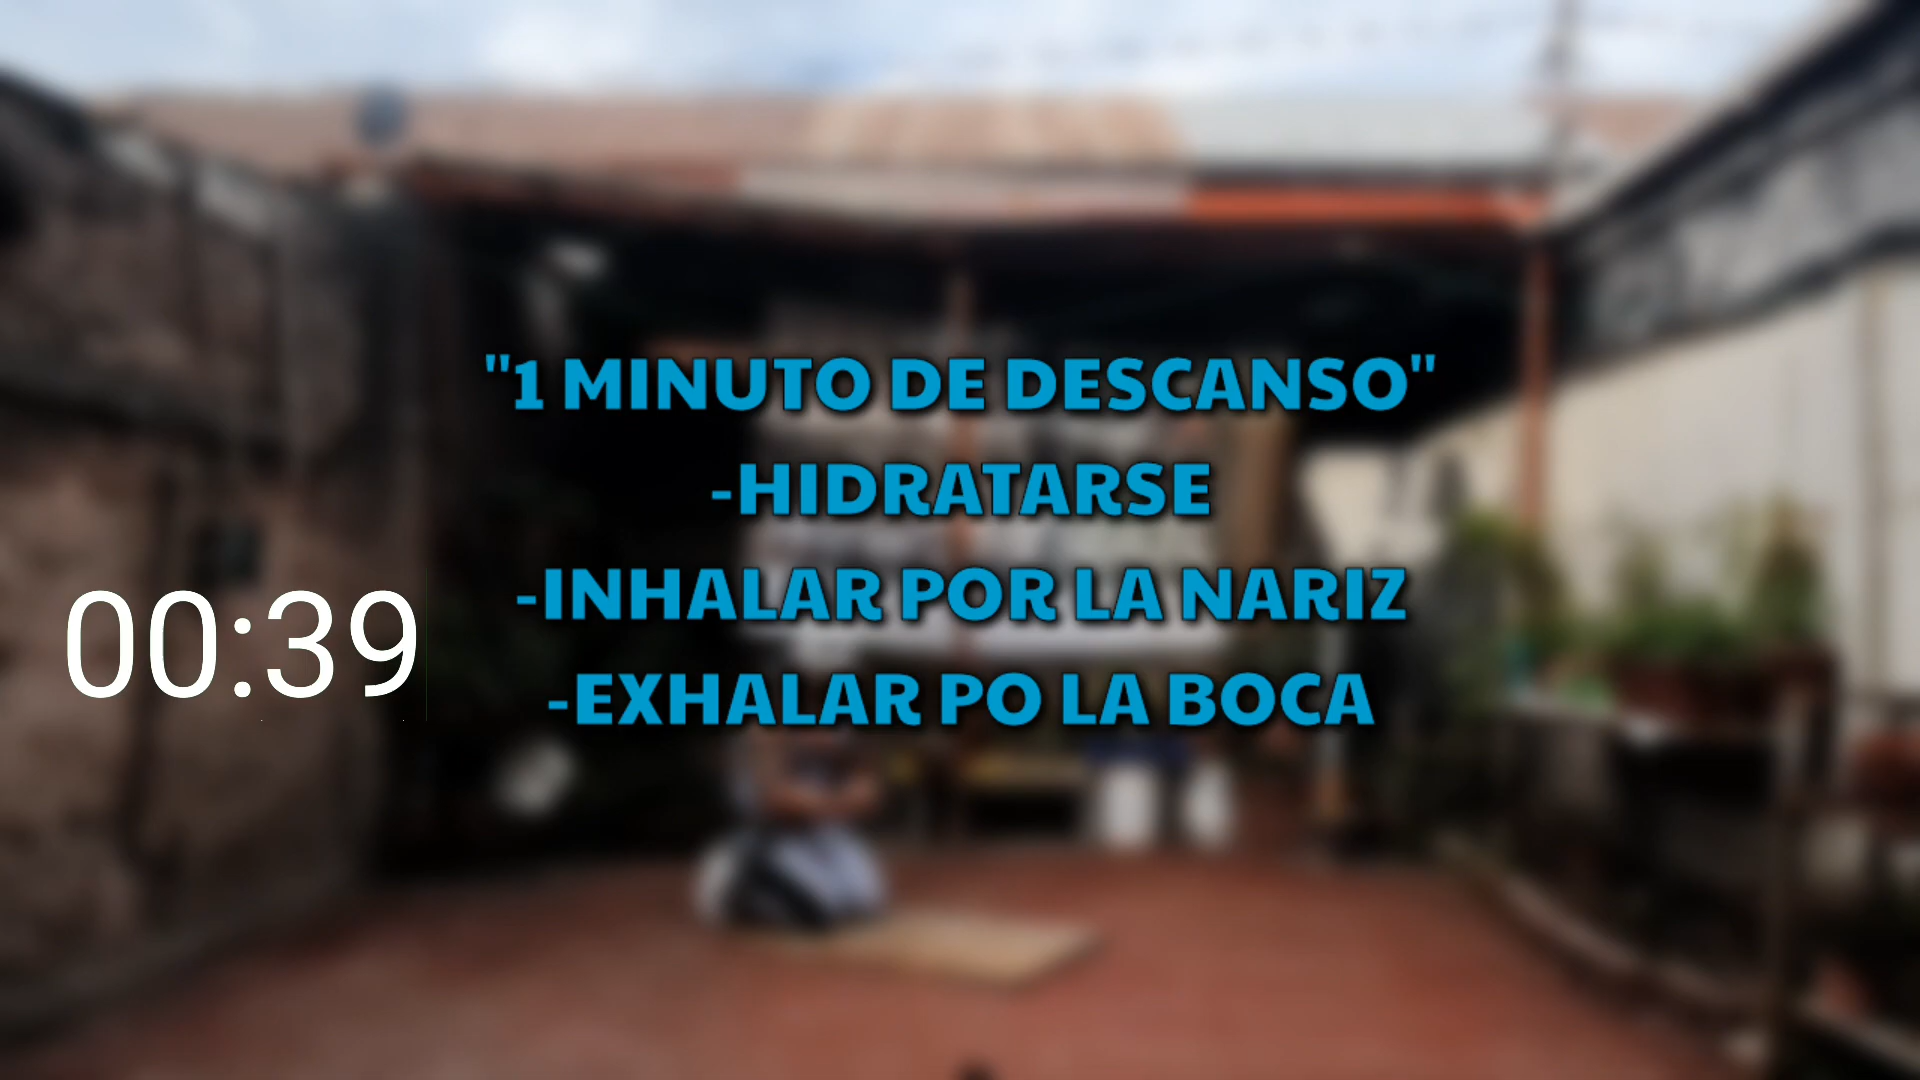 "1 MINUTO DE DESCANSO"
-HIDRATARSE
-INHALAR POR LA NARIZ
00:39
-EXHALAR PO LA BOCA